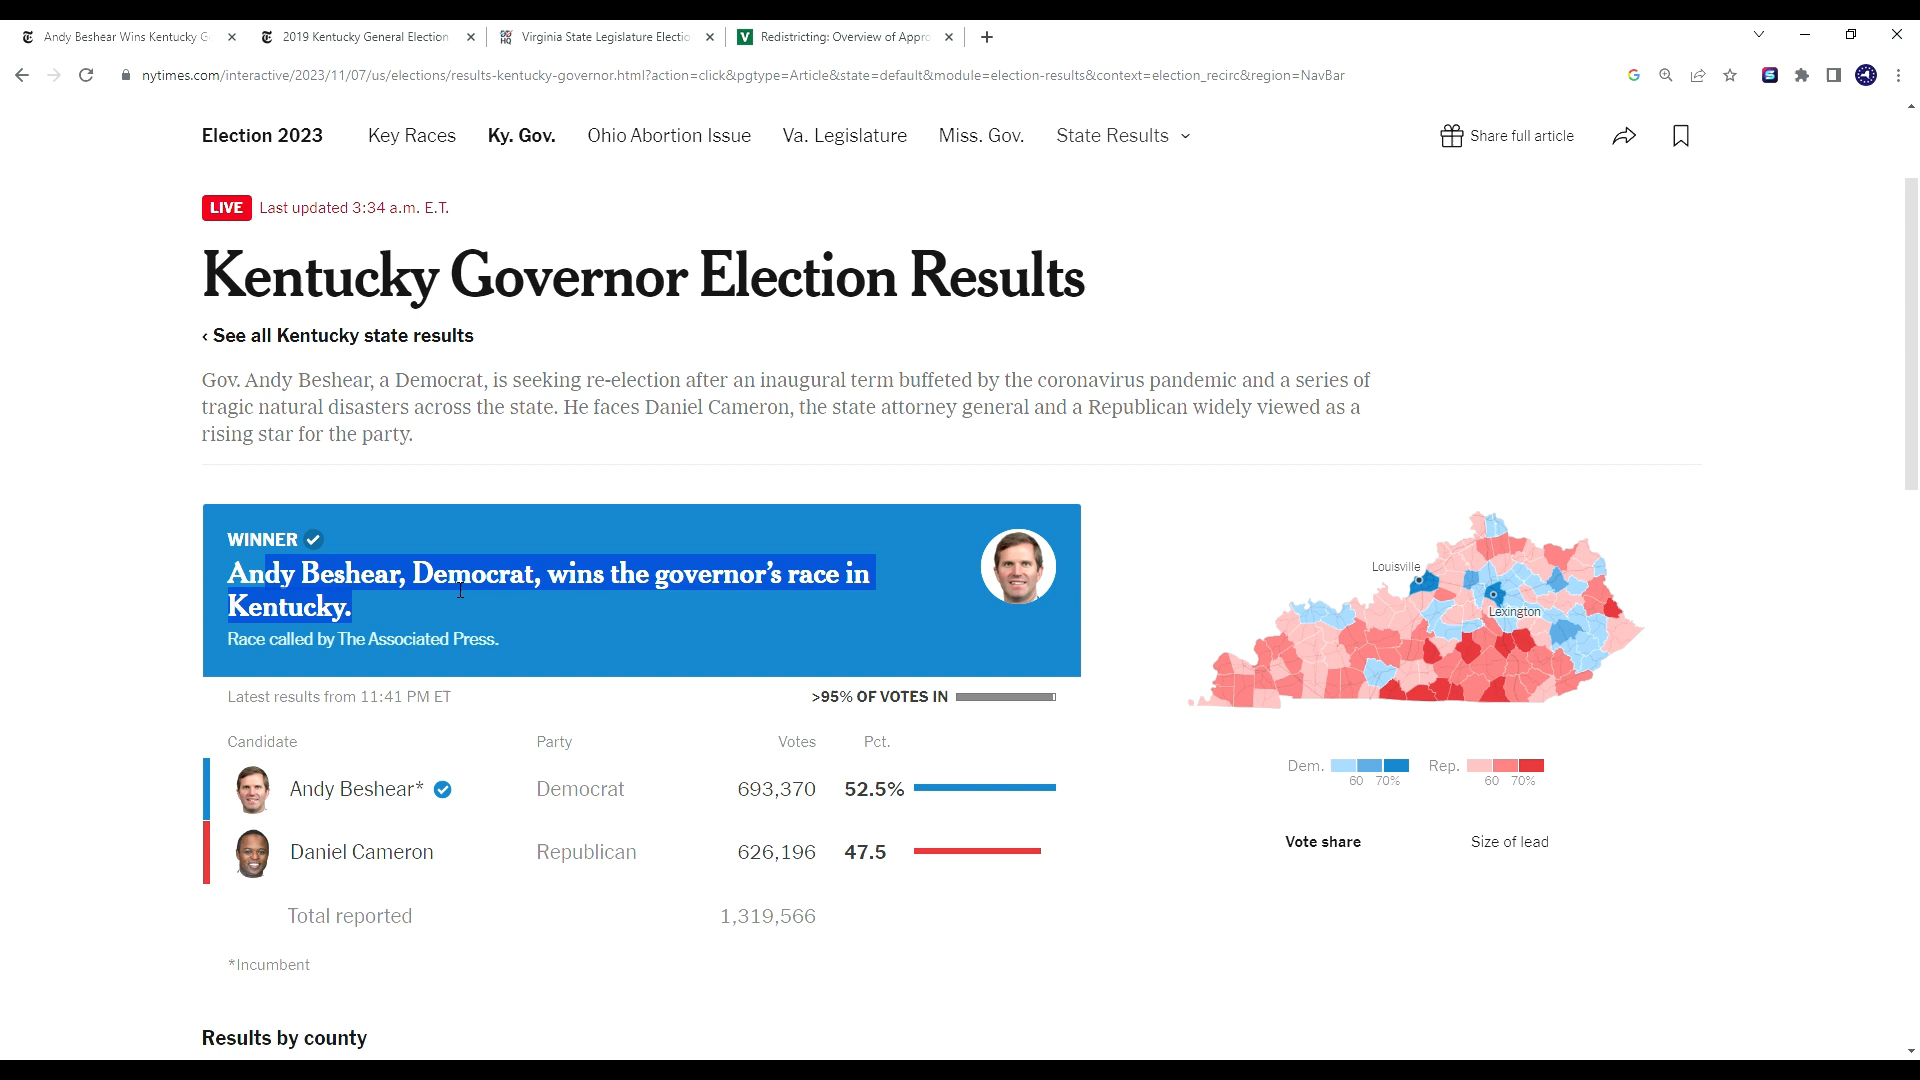 Andy Beshear Wins Kentucky G
2019 Kentucky General Election
Virginia State Legislature Electio
Redistricting: Overview of Appro
nytimes.com/interactive/2023/11/07/us/elections/results-kentucky-governor.html?action=click&pgtype=Article&state=default&module=election-results&context=election_recirc&region=NavBar
Election 2023 Key Races Ky. Gov. Ohio Abortion Issue Va. Legislature Miss. Gov. State Results Share full article
LIVE Last updated 3:34 a.m. E.T.
Kentucky Governor Election Results
‹ See all Kentucky state results
Gov. Andy Beshear, a Democrat, is seeking re-election after an inaugural term buffeted by the coronavirus pandemic and a series of
tragic natural disasters across the state. He faces Daniel Cameron, the state attorney general and a Republican widely viewed as a
rising star for the party.
WINNER
Andy Beshear, Democrat, wins the governor’s race in
Kentucky.
Race called by The Associated Press.
Latest results from 11:41 PM ET >95% OF VOTES IN
Candidate Party Votes Pct.
Andy Beshear* Democrat 693,370 52.5%
Daniel Cameron Republican 626,196 47.5
Total reported 1,319,566
*Incumbent
Louisville
Lexington
Dem. 60 70% Rep. 60 70%
Vote share Size of lead
Results by county